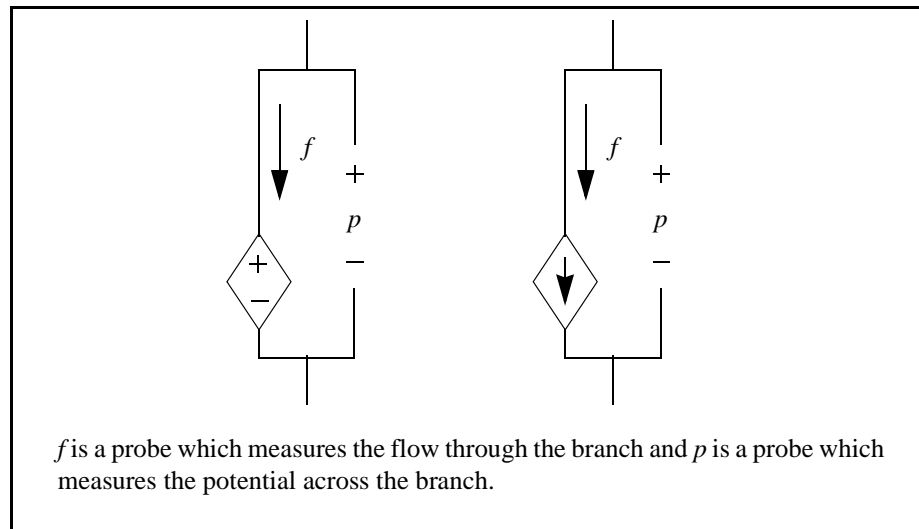 f f
+ +
p p
− −
+
−
f is a probe which measures the flow through the branch and p is a probe which
measures the potential across the branch.